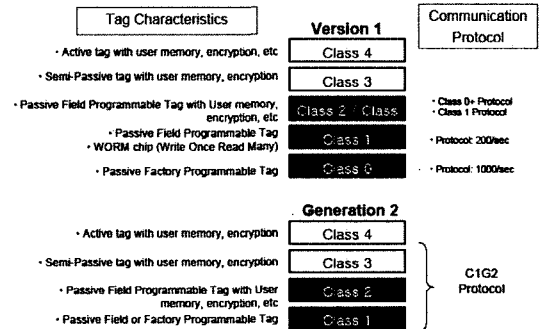 Tag Characteristics
Version 1
Communication
Protocol
• Active tag with user memory, encryption, etc
Class 4
• Semi-Passive tag with user memory, encryption
Class 3
• Passive Field Programmable Tag with User memory,
encryption, etc
Class 2 / Class
• Class 0+ Protocol
• Class 1 Protocol
• Passive Field Programmable Tag
• WORM chip (Write Once Read Many)
Class 1
• Protocol: 200/sec
• Passive Factory Programmable Tag
Class 0
• Protocol: 1000/sec
Generation 2
• Active tag with user memory, encryption
Class 4
• Semi-Passive tag with user memory, encryption
Class 3
• Passive Field Programmable Tag with User
memory, encryption, etc
Class 2
• Passive Field or Factory Programmable Tag
Class 1
C1G2
Protocol